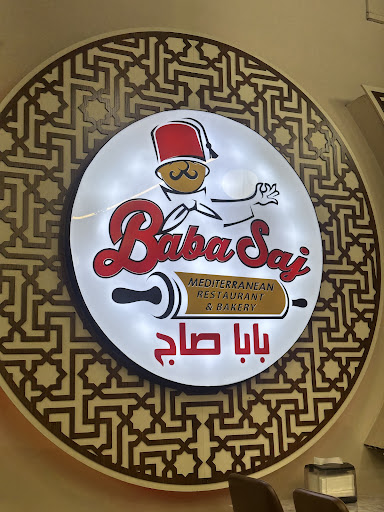 Baba Saj
MEDITERRANEAN
RESTAURANT
& BAKERY
بابا صاج